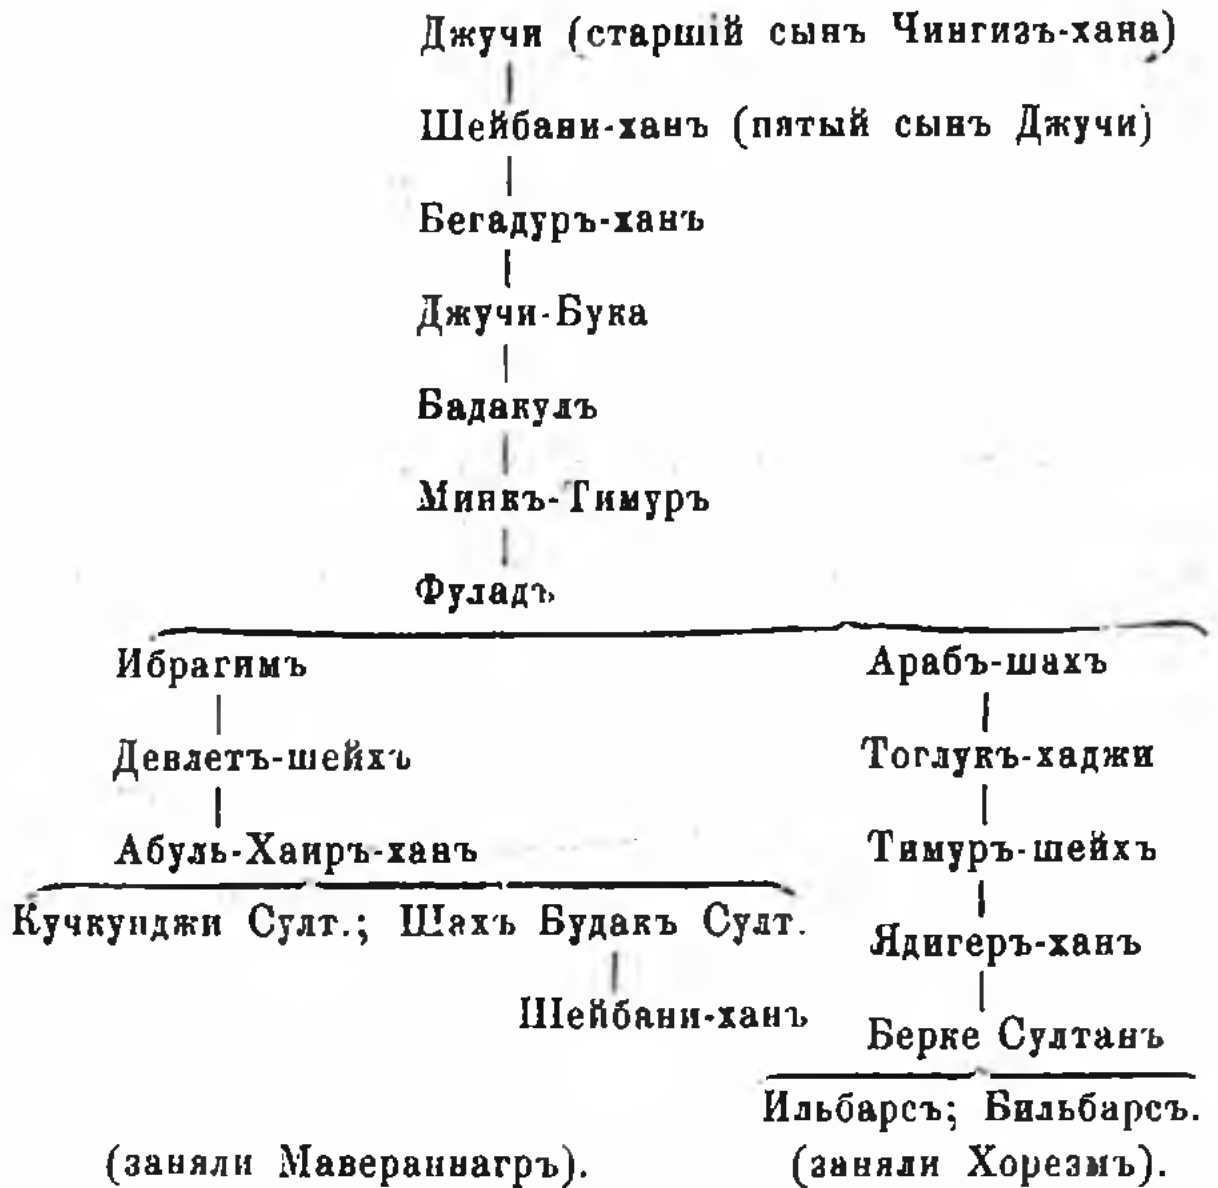 Джучи (старшій сынъ Чингизъ-хана)
Шейбани-ханъ (пятый сынъ Джучи)
Бегадуръ-ханъ
Джучи-Бука
Бадакулъ
Минкъ-Тимуръ
Фуладъ
Ибрагимъ Арабъ-шахъ
Девлетъ-шейхъ Тоглукъ-хаджи
Абуль-Хаиръ-ханъ Тимуръ-шейхъ
Кучкунджи Султ.; Шахъ Будакъ Султ.
Ядигеръ-ханъ
Шейбани-ханъ Берке Султанъ
Ильбарсъ; Бильбарсъ.
(заняли Мавераннагръ). (заняли Хорезмъ).